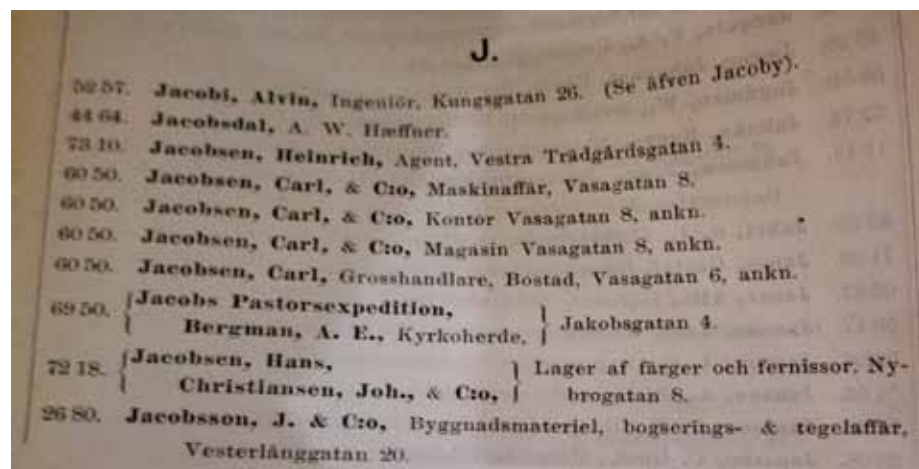 J.
52 57. Jacobi, Alvin, Ingeniör, Kungsgatan 26. (Se äfven Jacoby).
44 64. Jacobsdal, A. W. Hæffner.
73 10. Jacobsen, Heinrich, Agent, Vestra Trädgårdsgatan 4.
60 50. Jacobsen, Carl, & C:o, Maskinaffär, Vasagatan 8.
60 50. Jacobsen, Carl, & C:o, Kontor Vasagatan 8, ankn.
60 50. Jacobsen, Carl, & C:o, Magasin Vasagatan 8, ankn.
60 50. Jacobsen, Carl, Grosshandlare, Bostad, Vasagatan 6, ankn.
69 50. { Jacobs Pastorsexpedition,
Bergman, A. E., Kyrkoherde, } Jakobsgatan 4.
72 18. { Jacobsen, Hans, } Lager af färger och fernissor, Ny-
Christiansen, Joh., & C:o, brogatan 8.
26 80. Jacobsson, J. & C:o, Byggnadsmateriel, bogserings- & tegelaffär,
Vesterlånggatan 20.